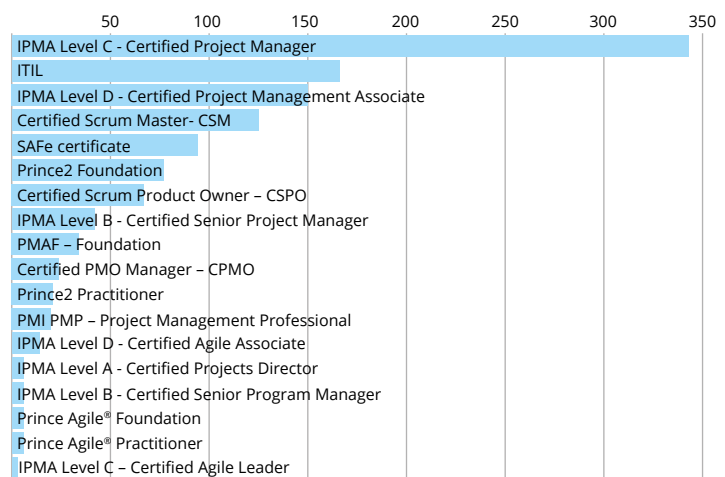 50 100 150 200 250 300 350
IPMA Level C - Certified Project Manager
ITIL
IPMA Level D - Certified Project Management Associate
Certified Scrum Master- CSM
SAFe certificate
Prince2 Foundation
Certified Scrum Product Owner – CSPO
IPMA Level B - Certified Senior Project Manager
PMAF – Foundation
Certified PMO Manager – CPMO
Prince2 Practitioner
PMI PMP – Project Management Professional
IPMA Level D - Certified Agile Associate
IPMA Level A - Certified Projects Director
IPMA Level B - Certified Senior Program Manager
Prince Agile® Foundation
Prince Agile® Practitioner
IPMA Level C – Certified Agile Leader